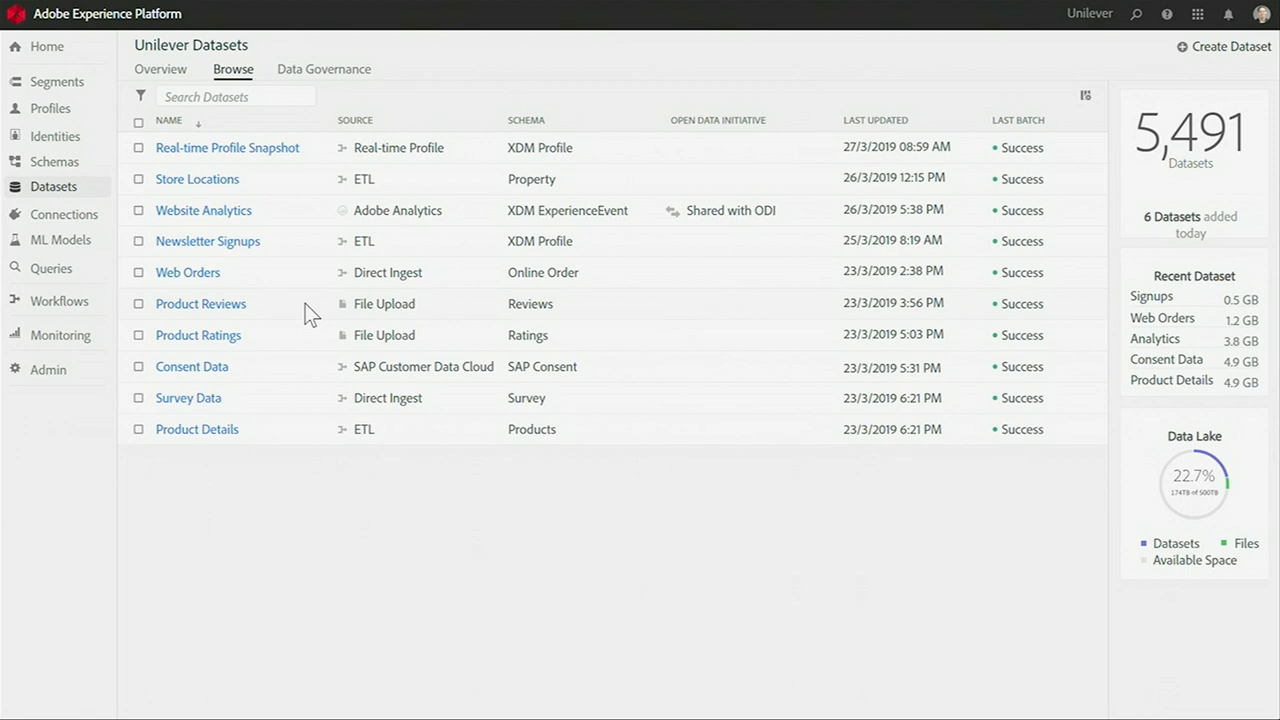 Adobe Experience Platform
Unilever
Home
Segments
Profiles
Identities
Schemas
Datasets
Connections
ML Models
Queries
Workflows
Monitoring
Admin
Unilever Datasets
Create Dataset
Overview Browse Data Governance
Search Datasets
NAME SOURCE SCHEMA OPEN DATA INITIATIVE LAST UPDATED LAST BATCH
Real-time Profile Snapshot Real-time Profile XDM Profile 27/3/2019 08:59 AM Success
Store Locations ETL Property 26/3/2019 12:15 PM Success
Website Analytics Adobe Analytics XDM ExperienceEvent Shared with ODI 26/3/2019 5:38 PM Success
Newsletter Signups ETL XDM Profile 25/3/2019 8:19 AM Success
Web Orders Direct Ingest Online Order 23/3/2019 2:38 PM Success
Product Reviews File Upload Reviews 23/3/2019 3:56 PM Success
Product Ratings File Upload Ratings 23/3/2019 5:03 PM Success
Consent Data SAP Customer Data Cloud SAP Consent 23/3/2019 5:31 PM Success
Survey Data Direct Ingest Survey 23/3/2019 6:21 PM Success
Product Details ETL Products 23/3/2019 6:21 PM Success
5,491
Datasets
6 Datasets added
today
Recent Dataset
Signups 0.5 GB
Web Orders 1.2 GB
Analytics 3.8 GB
Consent Data 4.9 GB
Product Details 4.9 GB
Data Lake
22.7%
174TB of 500TB
Datasets Files
Available Space